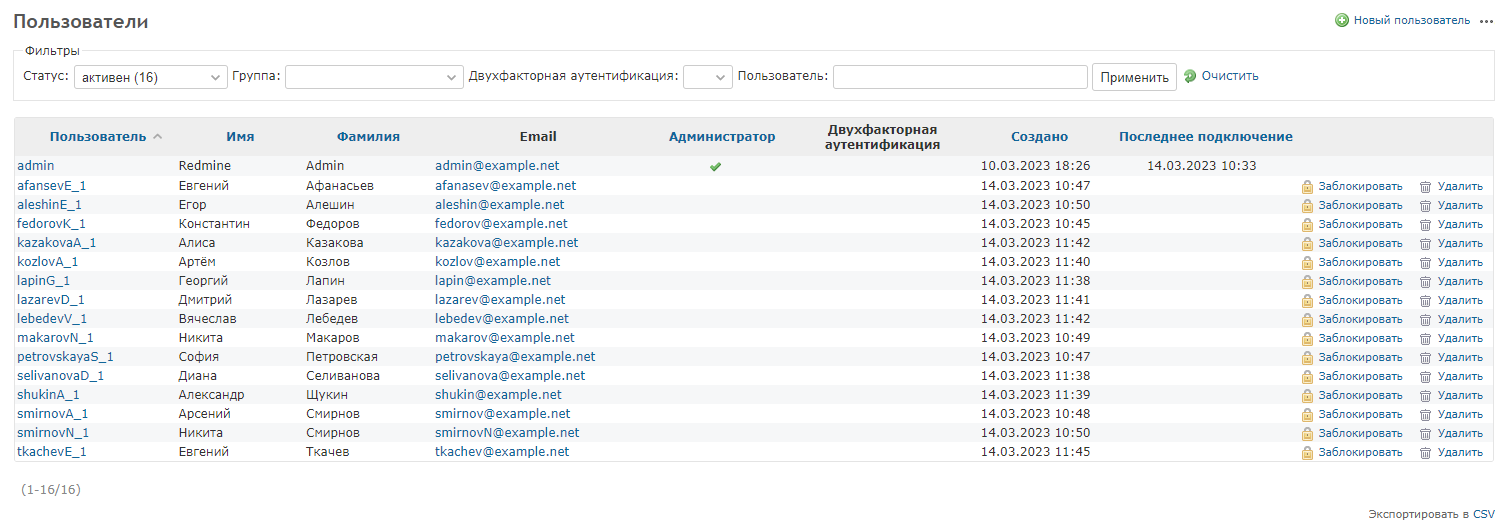 Пользователи
Новый пользователь •••
Фильтры
Статус: активен (16) Группа: Двухфакторная аутентификация: Пользователь: Применить Очистить
Пользователь Имя Фамилия Email Администратор Двухфакторная аутентификация Создано Последнее подключение
admin Redmine Admin admin@example.net 10.03.2023 18:26 14.03.2023 10:33
afansevE_1 Евгений Афанасьев afanasev@example.net 14.03.2023 10:47 Заблокировать Удалить
aleshinE_1 Егор Алешин aleshin@example.net 14.03.2023 10:50 Заблокировать Удалить
fedorovK_1 Константин Федоров fedorov@example.net 14.03.2023 10:45 Заблокировать Удалить
kazakovaA_1 Алиса Казакова kazakova@example.net 14.03.2023 11:42 Заблокировать Удалить
kozlovA_1 Артём Козлов kozlov@example.net 14.03.2023 11:40 Заблокировать Удалить
lapinG_1 Георгий Лапин lapin@example.net 14.03.2023 11:38 Заблокировать Удалить
lazarevD_1 Дмитрий Лазарев lazarev@example.net 14.03.2023 11:41 Заблокировать Удалить
lebedevV_1 Вячеслав Лебедев lebedev@example.net 14.03.2023 11:42 Заблокировать Удалить
makarovN_1 Никита Макаров makarov@example.net 14.03.2023 10:49 Заблокировать Удалить
petrovskayaS_1 София Петровская petrovskaya@example.net 14.03.2023 10:47 Заблокировать Удалить
selivanovaD_1 Диана Селиванова selivanova@example.net 14.03.2023 11:38 Заблокировать Удалить
shukinA_1 Александр Щукин shukin@example.net 14.03.2023 11:39 Заблокировать Удалить
smirnovA_1 Арсений Смирнов smirnov@example.net 14.03.2023 10:48 Заблокировать Удалить
smirnovN_1 Никита Смирнов smirnovN@example.net 14.03.2023 10:50 Заблокировать Удалить
tkachevE_1 Евгений Ткачев tkachev@example.net 14.03.2023 11:45 Заблокировать Удалить
(1-16/16)
Экспортировать в CSV